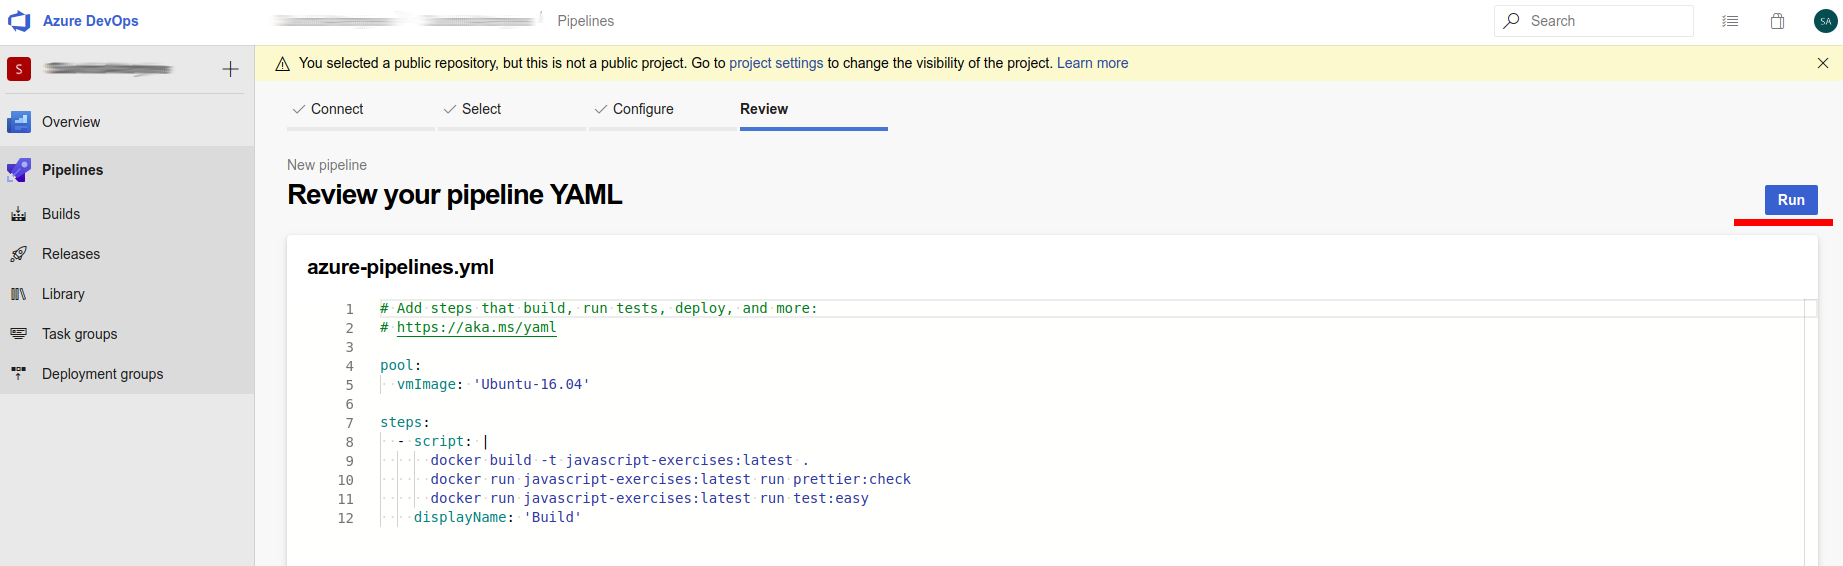 Azure DevOps
Pipelines
Search
SA
S
You selected a public repository, but this is not a public project. Go to project settings to change the visibility of the project. Learn more
Connect
Select
Configure
Review
Overview
Pipelines
Builds
Releases
Library
Task groups
Deployment groups
New pipeline
Review your pipeline YAML
Run
azure-pipelines.yml
1 # Add steps that build, run tests, deploy, and more:
2 # https://aka.ms/yaml
3
4 pool:
5   vmImage: 'Ubuntu-16.04'
6
7 steps:
8   - script: |
9       docker build -t javascript-exercises:latest .
10       docker run javascript-exercises:latest run prettier:check
11       docker run javascript-exercises:latest run test:easy
12     displayName: 'Build'